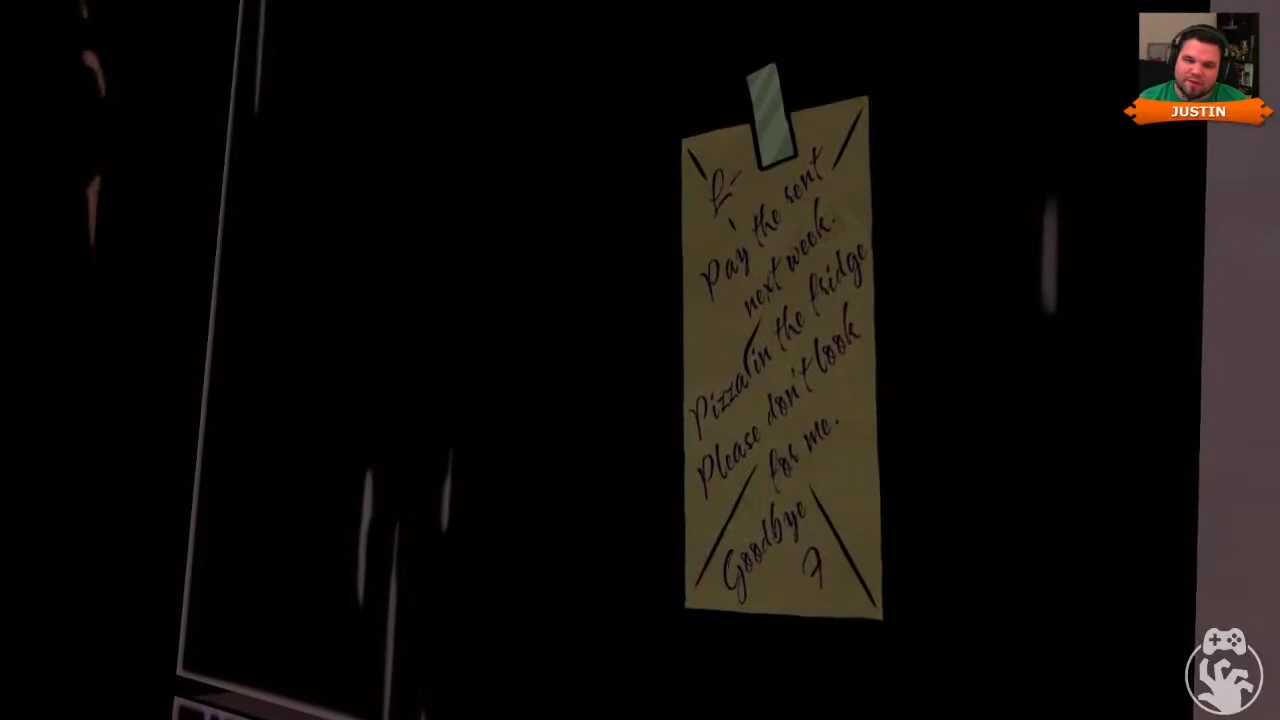 JUSTIN
E-
Pay the rent
next week.
Pizza in the fridge
Please don't look
for me.
Goodbye
F